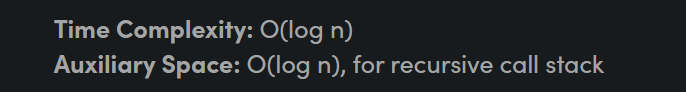 Time Complexity: O(log n)
Auxiliary Space: O(log n), for recursive call stack